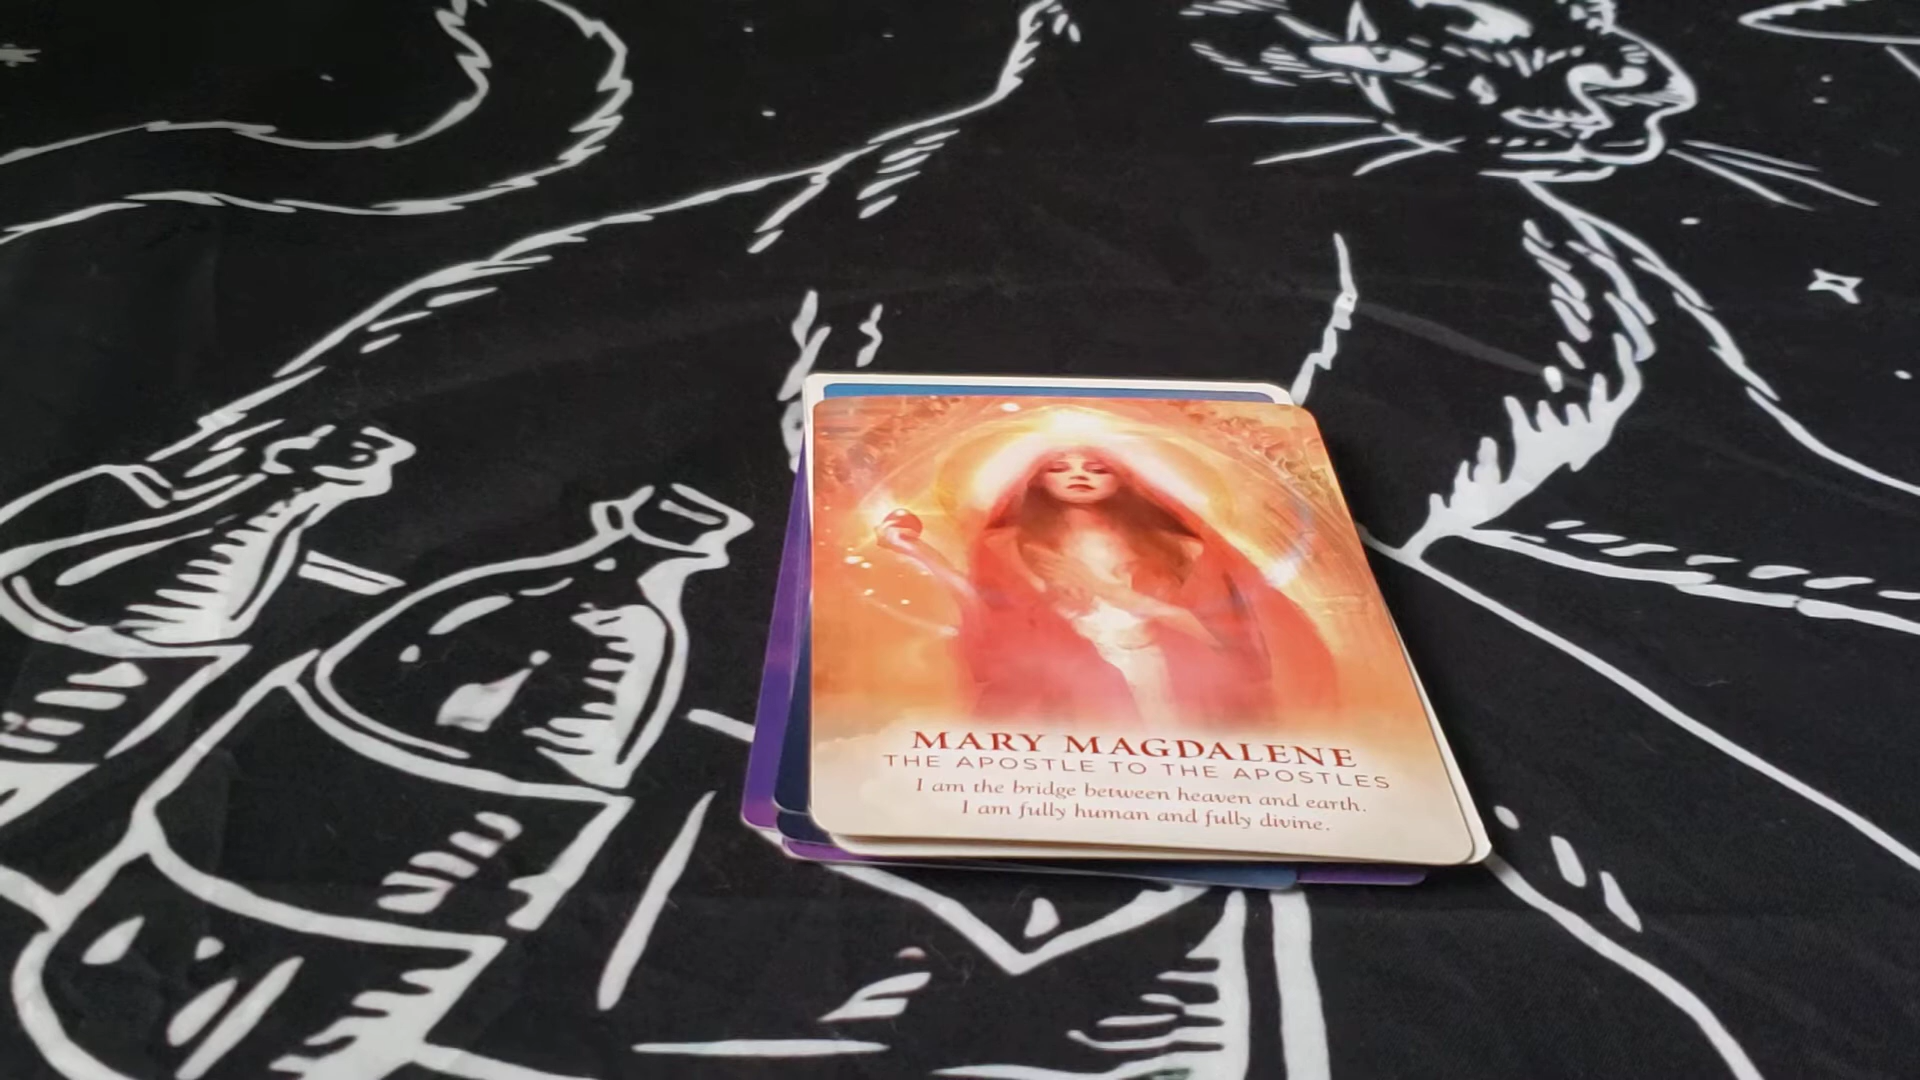 MARY MAGDALENE
THE APOSTLE TO THE APOSTLES
I am the bridge between heaven and earth.
I am fully human and fully divine.